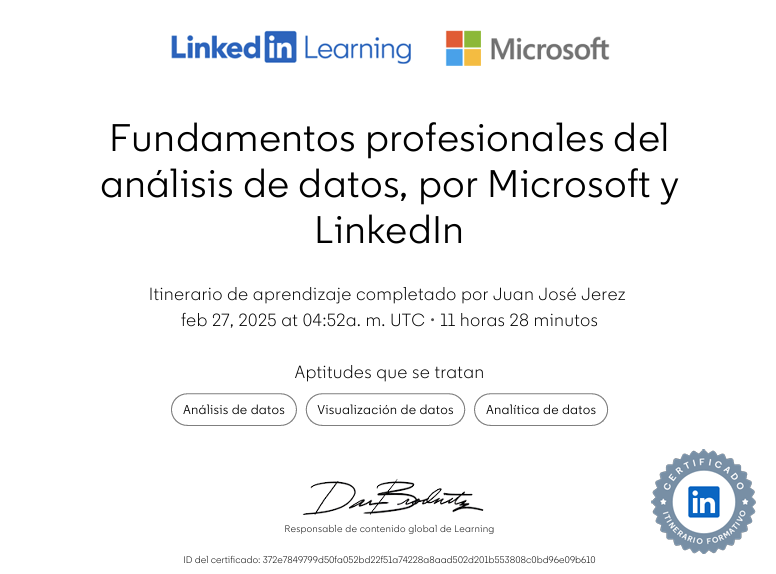 LinkedIn Learning Microsoft
Fundamentos profesionales del
análisis de datos, por Microsoft y
LinkedIn
Itinerario de aprendizaje completado por Juan José Jerez
feb 27, 2025 at 04:52a. m. UTC • 11 horas 28 minutos
Aptitudes que se tratan
Análisis de datos Visualización de datos Analítica de datos
CERTIFICADO
in
ITINERARIO FORMATIVO
Responsable de contenido global de Learning
ID del certificado: 372e7849799d50fa052bd22f51a74228a8aad502d201b553808c0bd96e09b610